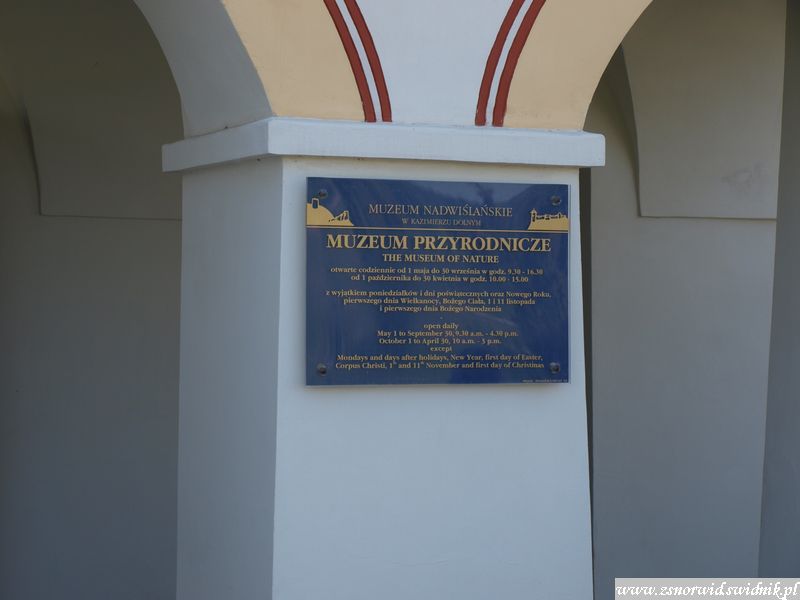 MUZEUM NADWIŚLAŃSKIE
W KAZIMIERZU DOLNYM
MUZEUM PRZYRODNICZE
THE MUSEUM OF NATURE
otwarte codziennie od 1 maja do 30 września w godz. 9.30 - 16.30
od 1 października do 30 kwietnia w godz. 10.00 - 15.00
z wyjątkiem poniedziałków i dni poświątecznych oraz Nowego Roku,
pierwszego dnia Wielkanocy, Bożego Ciała, 1 i 11 listopada
i pierwszego dnia Bożego Narodzenia
open daily
May 1 to September 30, 9.30 a.m. - 4.30 p.m.
October 1 to April 30, 10 a.m. - 3 p.m.
except
Mondays and days after holidays, New Year, first day of Easter,
Corpus Christi, 1st and 11th November and first day of Christmas
www.zsnorwid.swidnik.pl